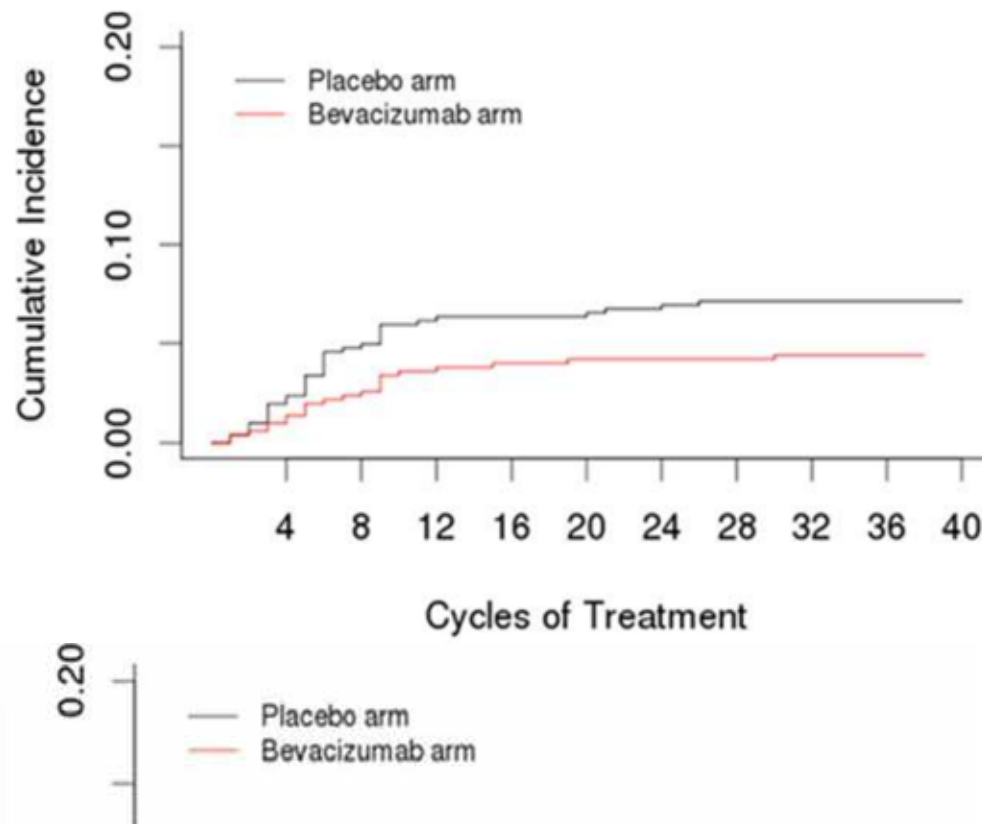 0.20
Placebo arm
Bevacizumab arm
Cumulative Incidence
0.10
0.00
4 8 12 16 20 24 28 32 36 40
Cycles of Treatment
0.20
Placebo arm
Bevacizumab arm